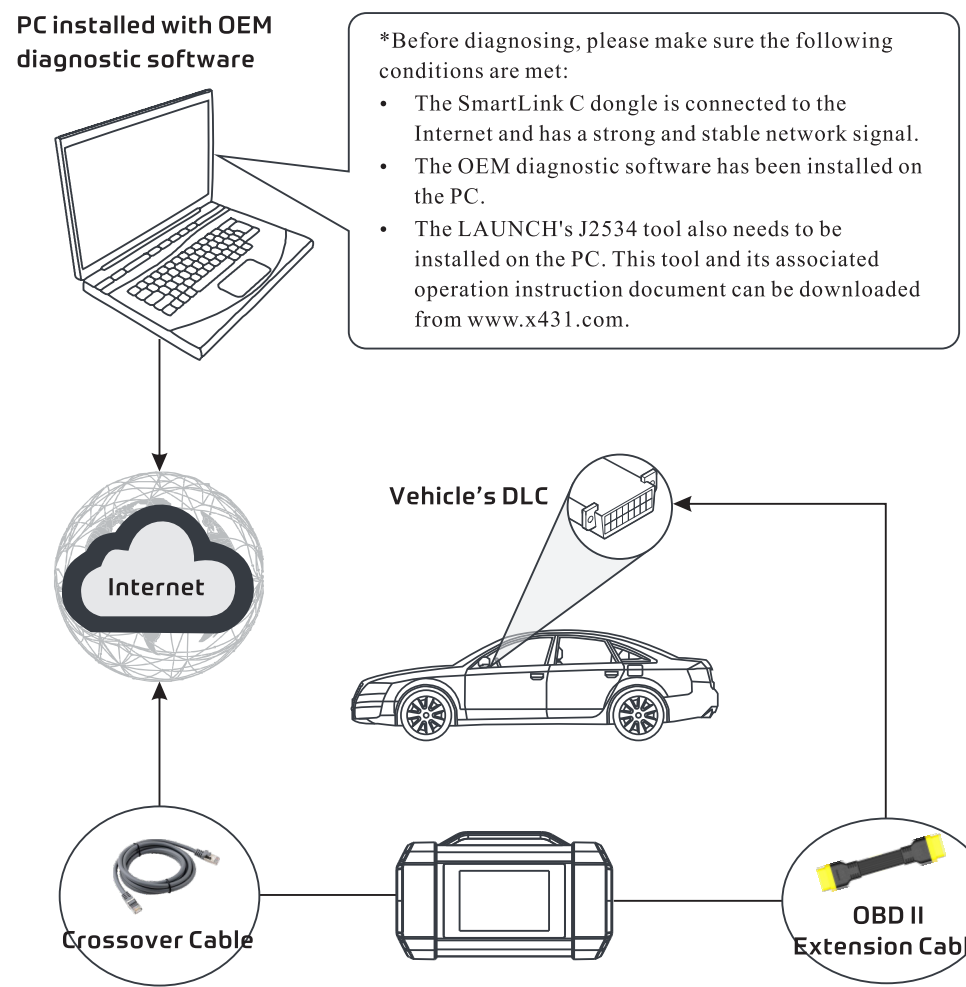 PC installed with OEM
diagnostic software
*Before diagnosing, please make sure the following
conditions are met:
• The SmartLink C dongle is connected to the
Internet and has a strong and stable network signal.
• The OEM diagnostic software has been installed on
the PC.
• The LAUNCH's J2534 tool also needs to be
installed on the PC. This tool and its associated
operation instruction document can be downloaded
from www.x431.com.
Vehicle's DLC
Internet
Crossover Cable
OBD II
Extension Cabl